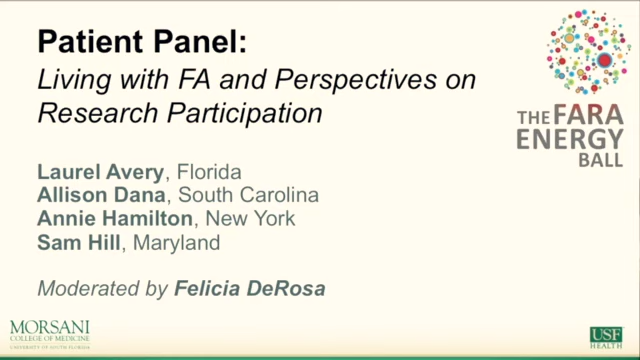 Patient Panel:
Living with FA and Perspectives on
Research Participation
THE FARA
ENERGY
BALL
Laurel Avery, Florida
Allison Dana, South Carolina
Annie Hamilton, New York
Sam Hill, Maryland
Moderated by Felicia DeRosa
MORSANI
COLLEGE OF MEDICINE
UNIVERSITY OF SOUTH FLORIDA
USF
HEALTH